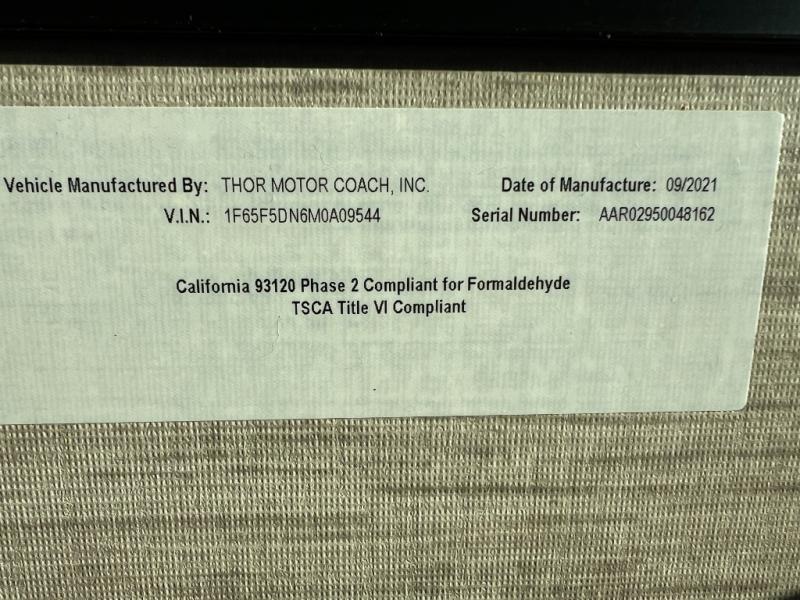 Vehicle Manufactured By: THOR MOTOR COACH, INC. Date of Manufacture: 09/2021
V.I.N.: 1F65F5DN6M0A09544 Serial Number: AAR02950048162
California 93120 Phase 2 Compliant for Formaldehyde
TSCA Title VI Compliant